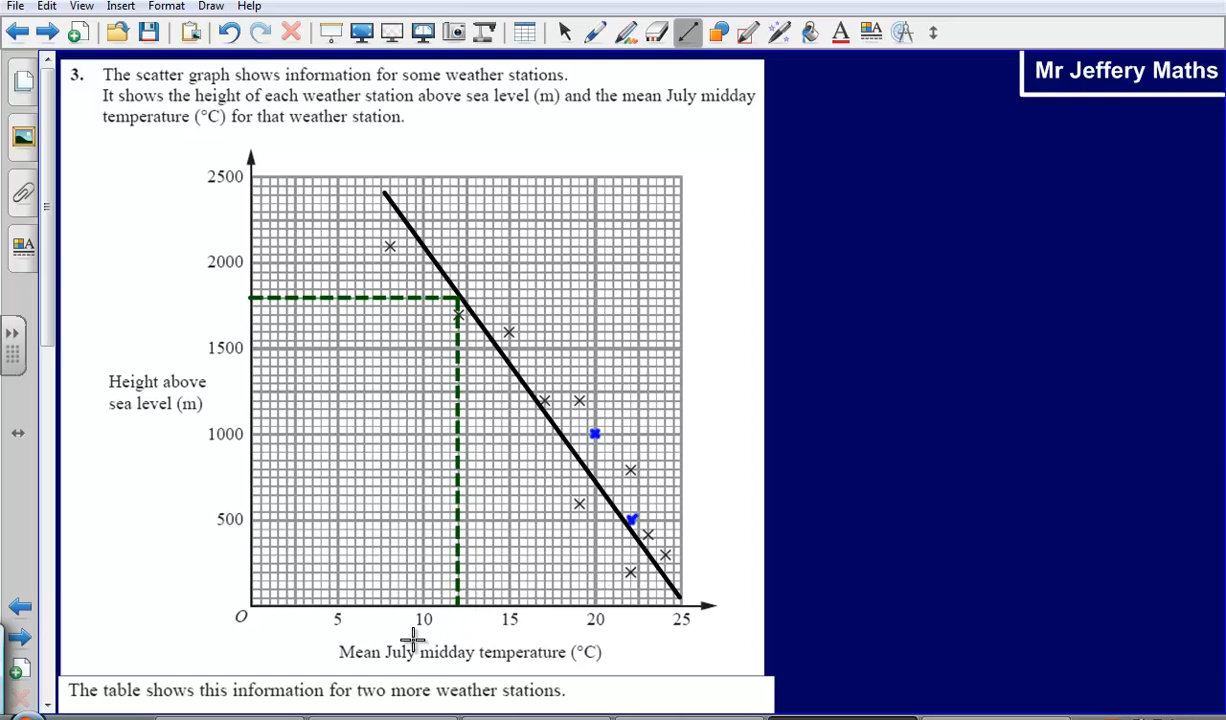 File Edit View Insert Format Draw Help
Mr Jeffery Maths
3. The scatter graph shows information for some weather stations.
It shows the height of each weather station above sea level (m) and the mean July midday
temperature (°C) for that weather station.
2500
2000
1500
Height above
sea level (m)
1000
500
O 5 10 15 20 25
Mean July midday temperature (°C)
The table shows this information for two more weather stations.